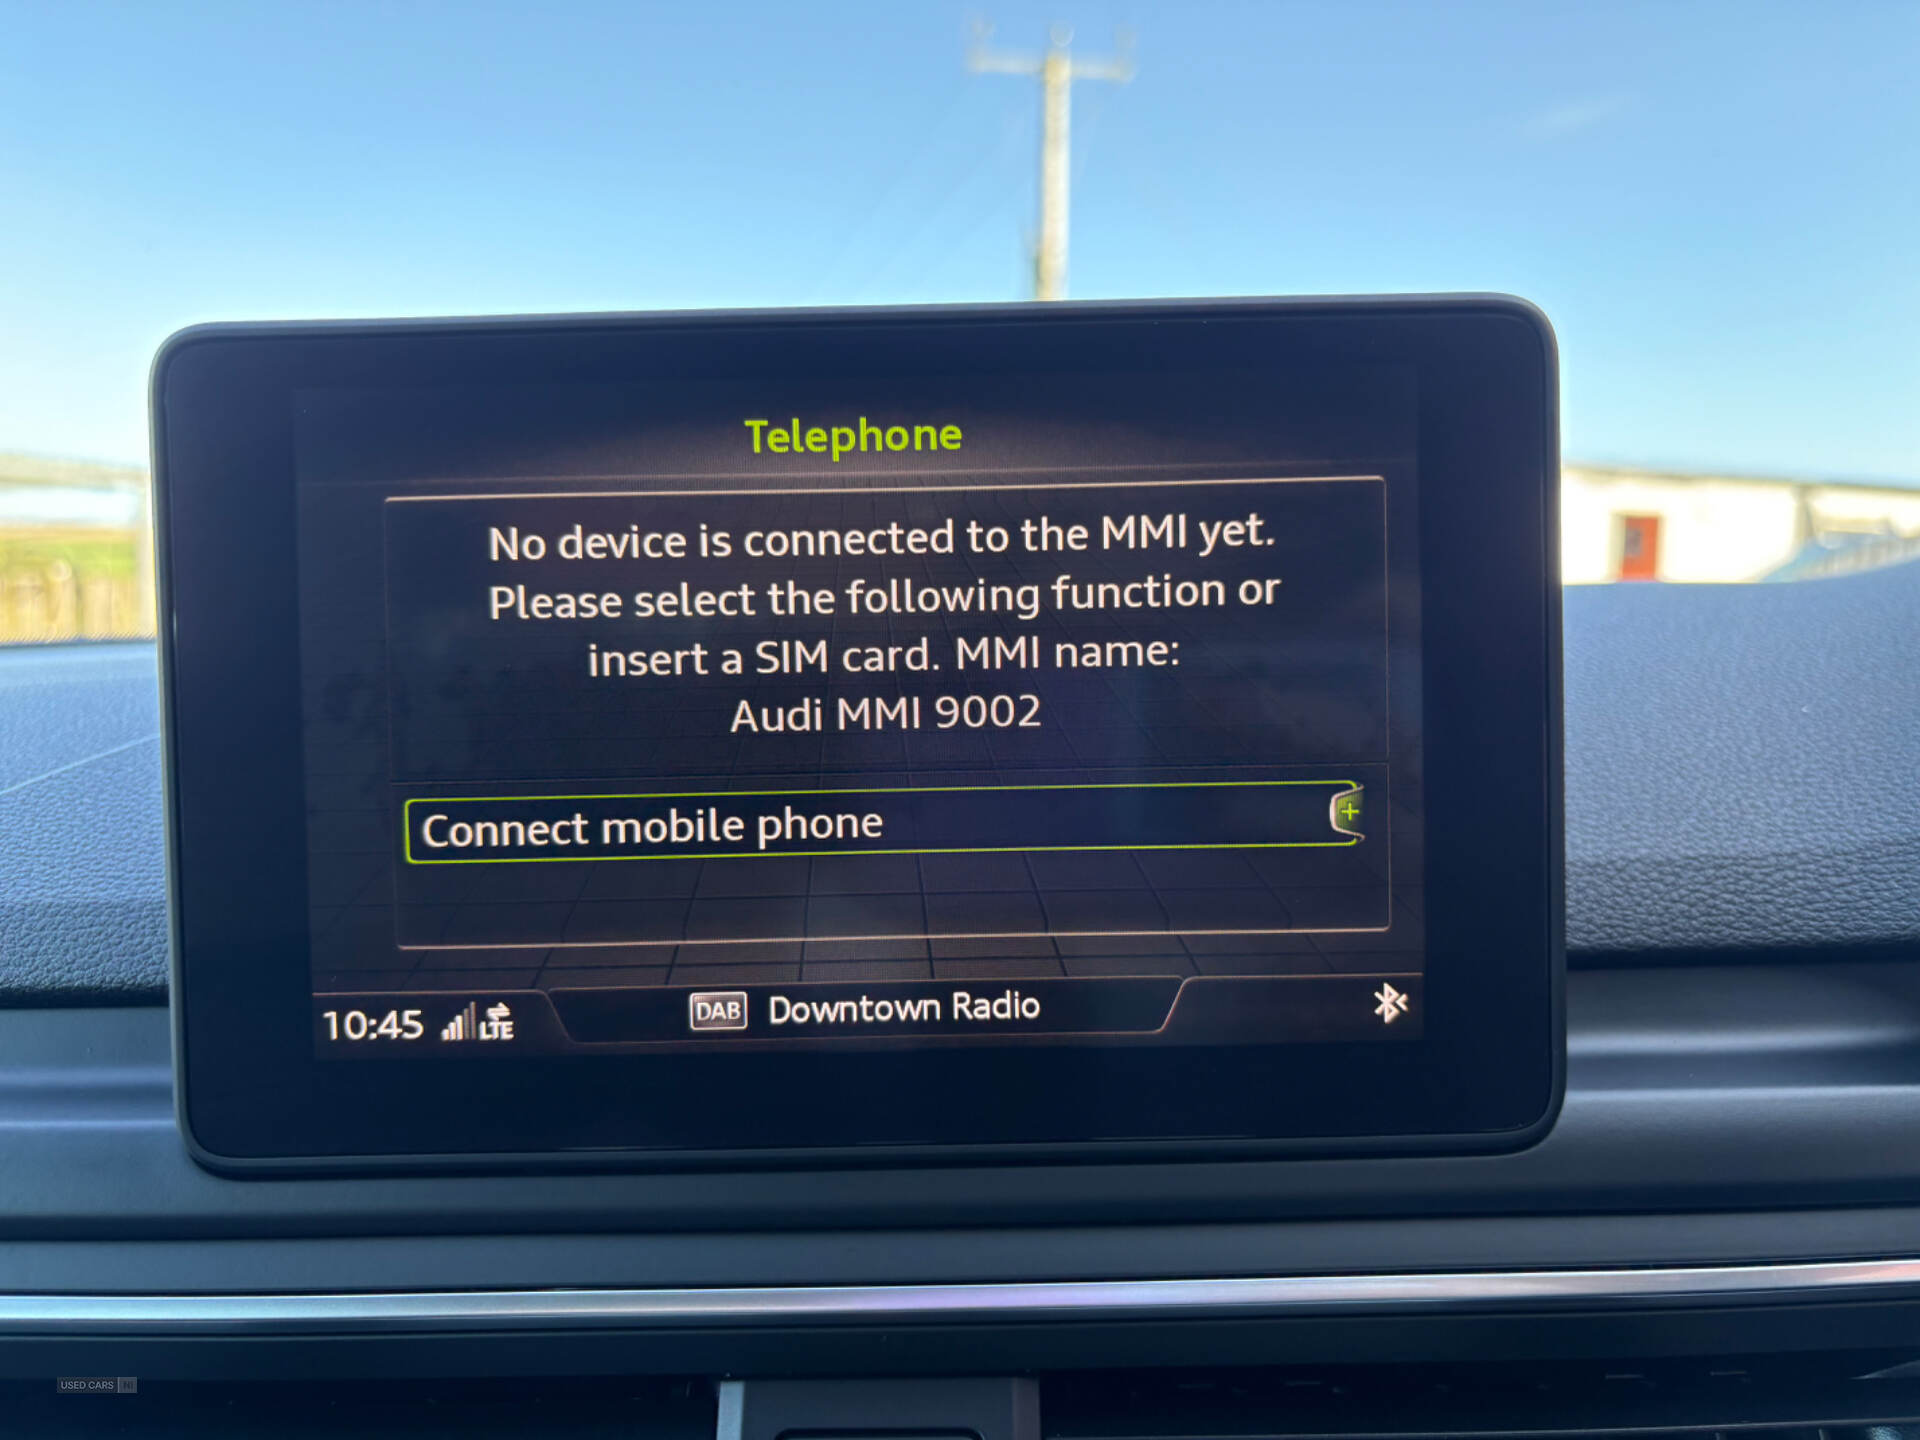 Telephone
No device is connected to the MMI yet.
Please select the following function or
insert a SIM card. MMI name:
Audi MMI 9002
Connect mobile phone
10:45 LTE DAB Downtown Radio
USED CARS NI